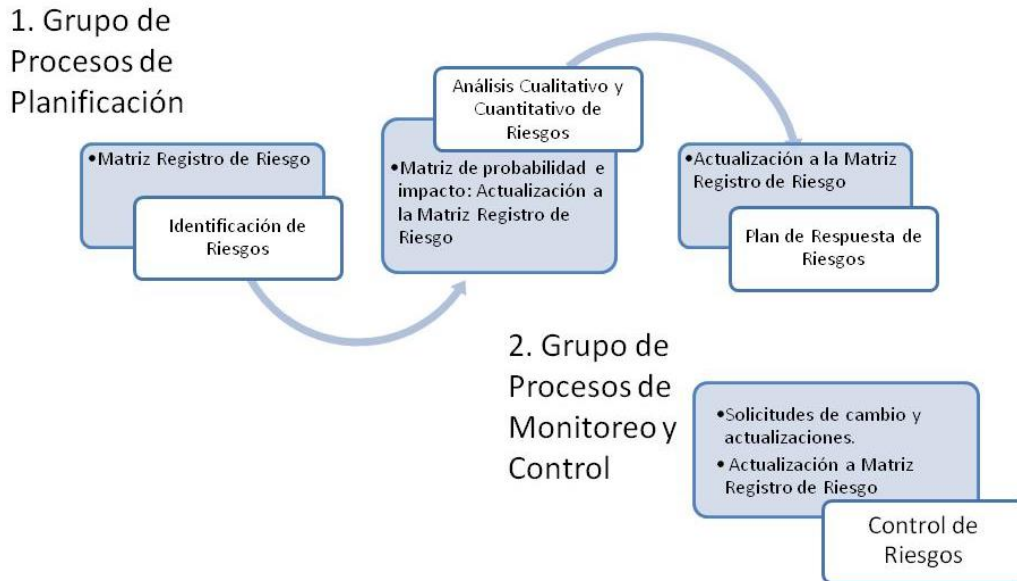 1. Grupo de
Procesos de
Planificación
•Matriz Registro de Riesgo
Identificación de
Riesgos
Análisis Cualitativo y
Cuantitativo de
Riesgos
•Matriz de probabilidad e
impacto: Actualización a
la Matriz Registro de
Riesgo
•Actualización a la Matriz
Registro de Riesgo
Plan de Respuesta de
Riesgos
2. Grupo de
Procesos de
Monitoreo y
Control
•Solicitudes de cambio y
actualizaciones.
• Actualización a Matriz
Registro de Riesgo
Control de
Riesgos